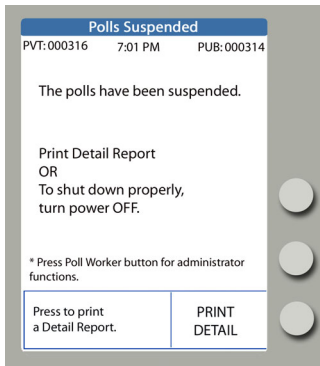 Polls Suspended
PVT: 000316 7:01 PM PUB: 000314
The polls have been suspended.
Print Detail Report
OR
To shut down properly,
turn power OFF.
* Press Poll Worker button for administrator
functions.
Press to print
a Detail Report.
PRINT
DETAIL